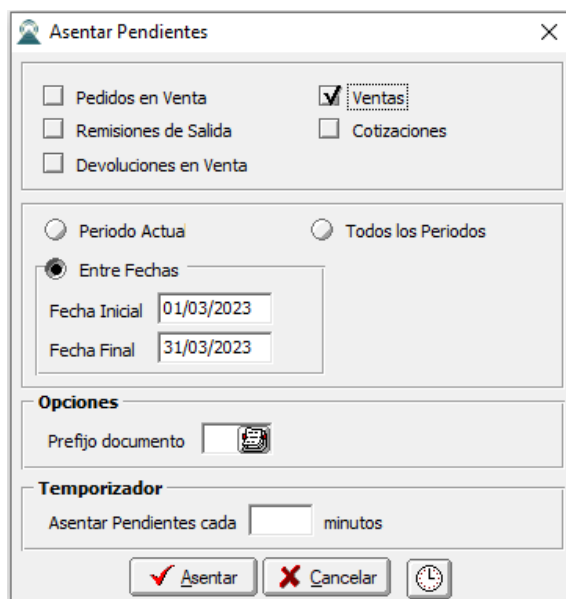 Asentar Pendientes
Pedidos en Venta
Ventas
Remisiones de Salida
Cotizaciones
Devoluciones en Venta
Periodo Actual
Todos los Periodos
Entre Fechas
Fecha Inicial 01/03/2023
Fecha Final 31/03/2023
Opciones
Prefijo documento
Temporizador
Asentar Pendientes cada minutos
Asentar Cancelar